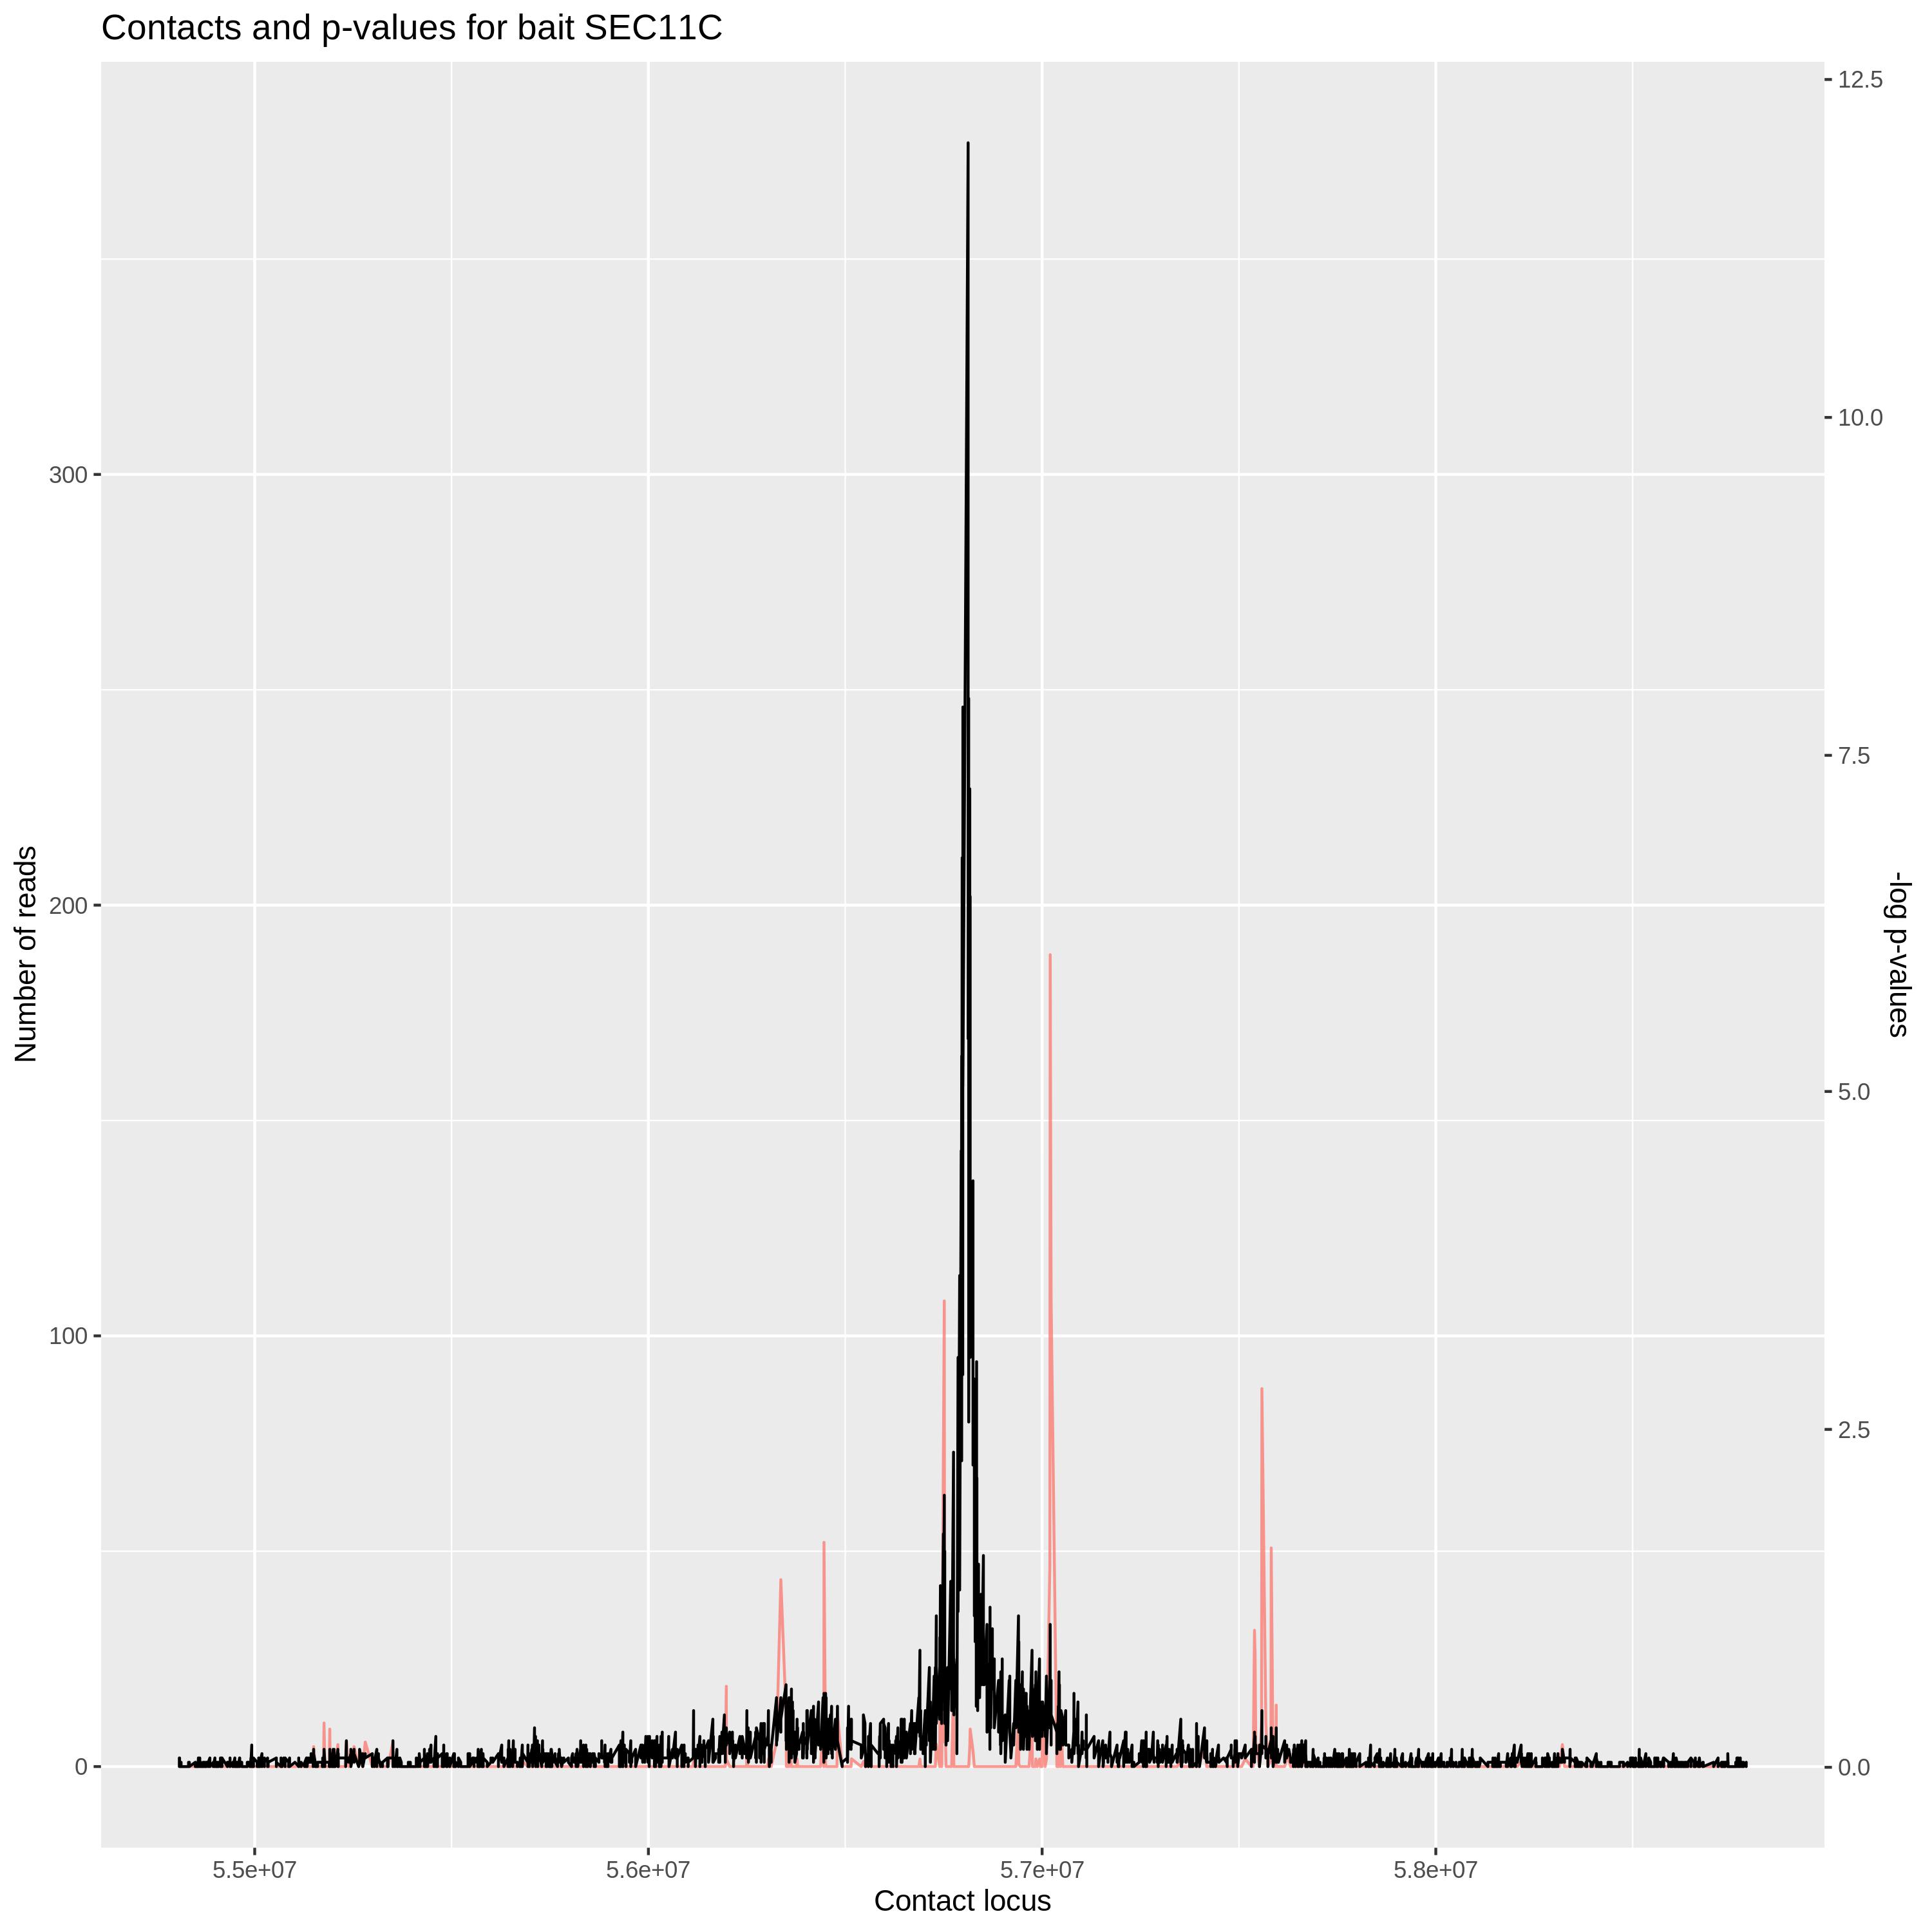 Contacts and p-values for bait SEC11C
Number of reads
300
200
100
0
12.5
10.0
7.5
5.0
2.5
0.0
-log p-values
5.5e+07
5.6e+07
5.7e+07
5.8e+07
Contact locus